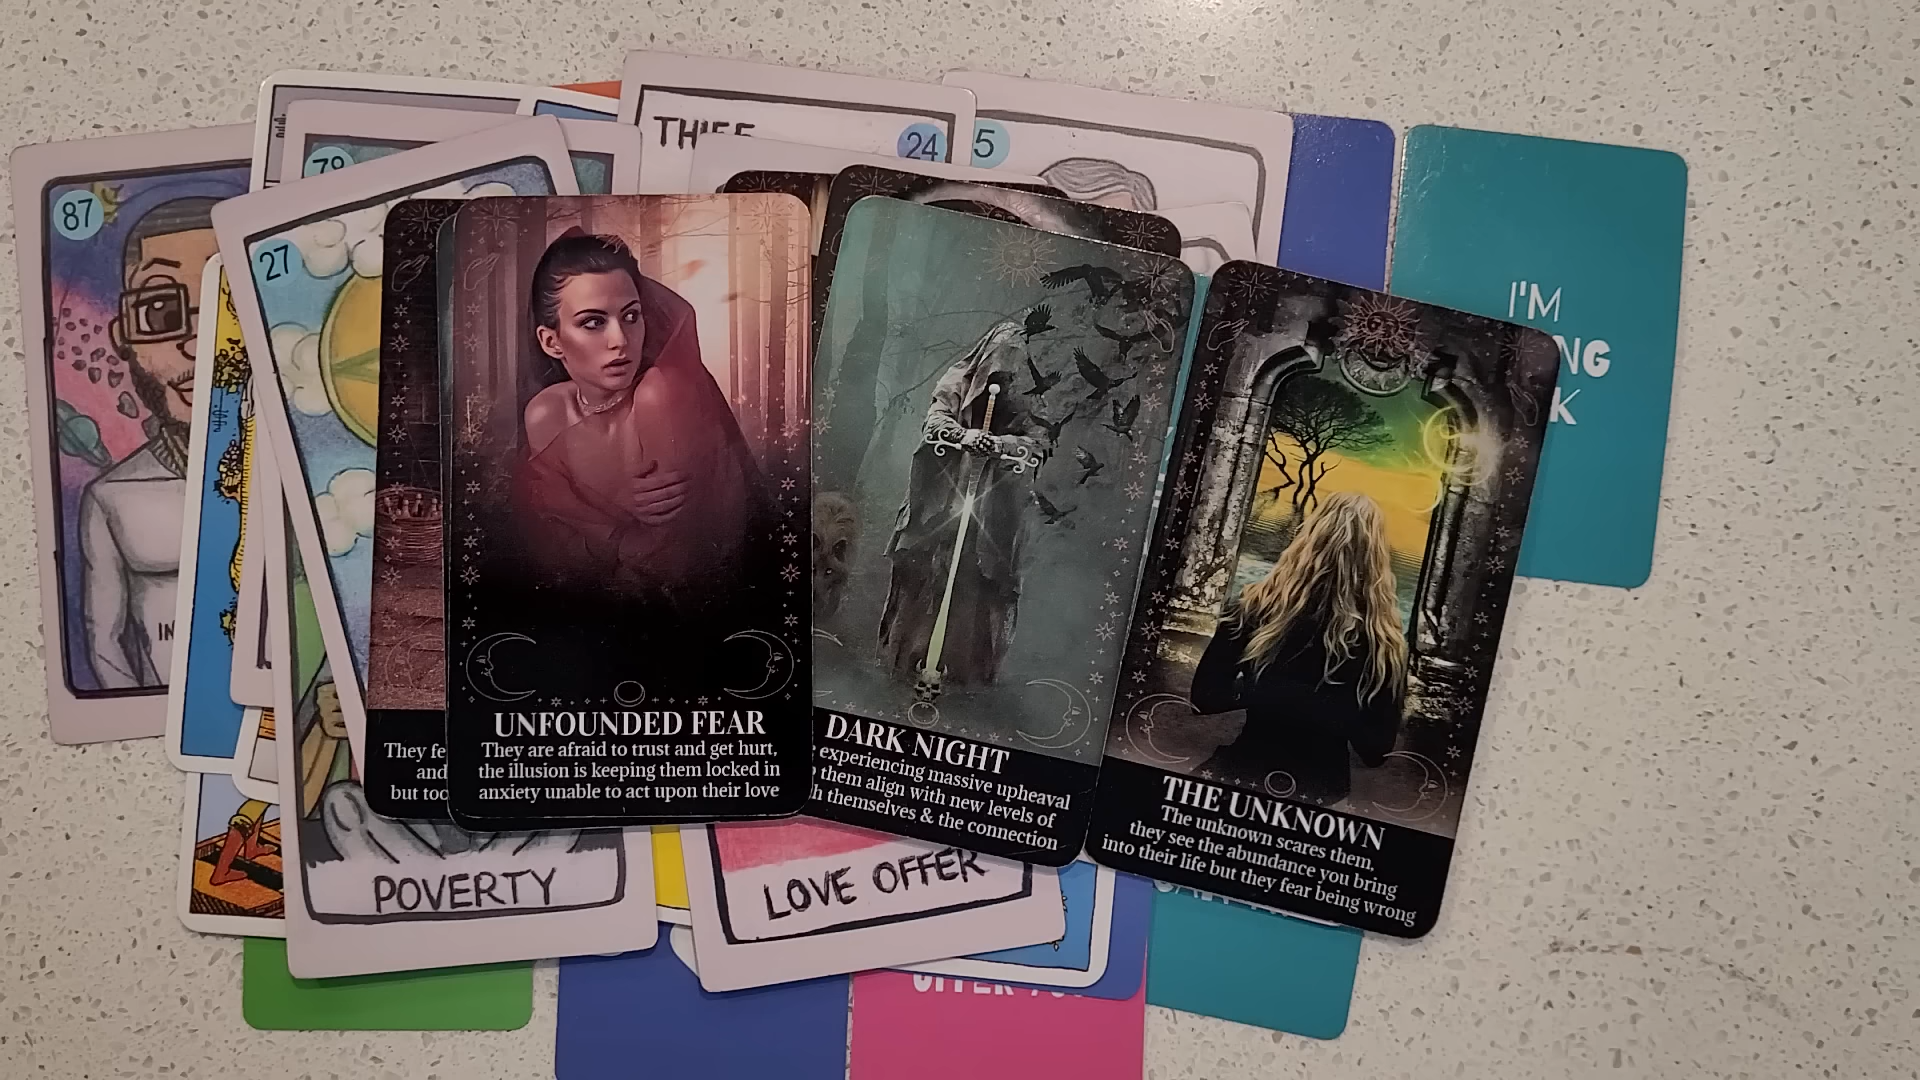 THIEF
24
5
87
27
I'M
UNFOUNDED FEAR
They are afraid to trust and get hurt,
the illusion is keeping them locked in
anxiety unable to act upon their love
They fe
and
but too
DARK NIGHT
experiencing massive upheaval
them align with new levels of
themselves & the connection
THE UNKNOWN
The unknown scares them,
they see the abundance you bring
into their life but they fear being wrong
POVERTY
LOVE OFFER
OFFER